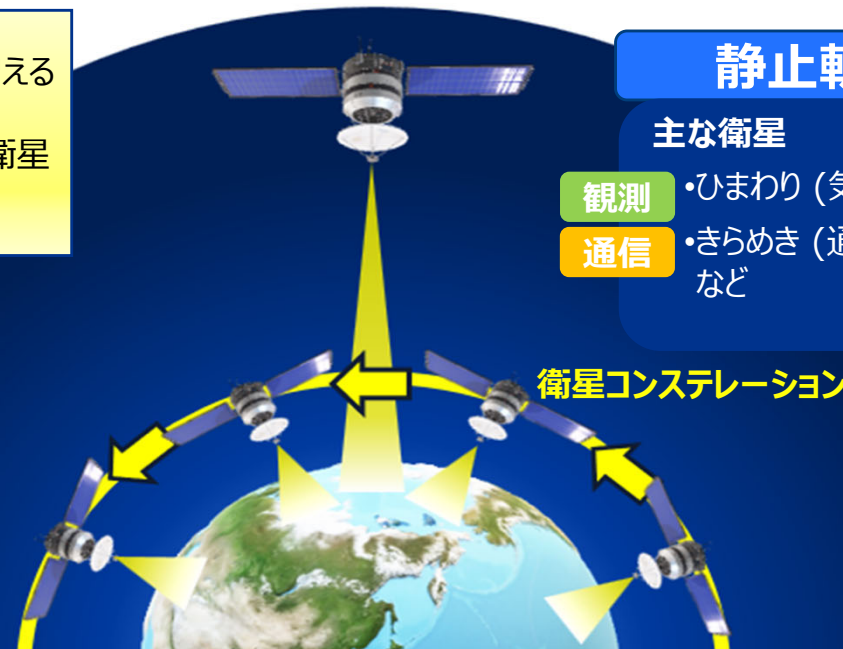 える
衛星
静止軌
主な衛星
観測 •ひまわり (気
通信 •きらめき (通
など
衛星コンステレーション